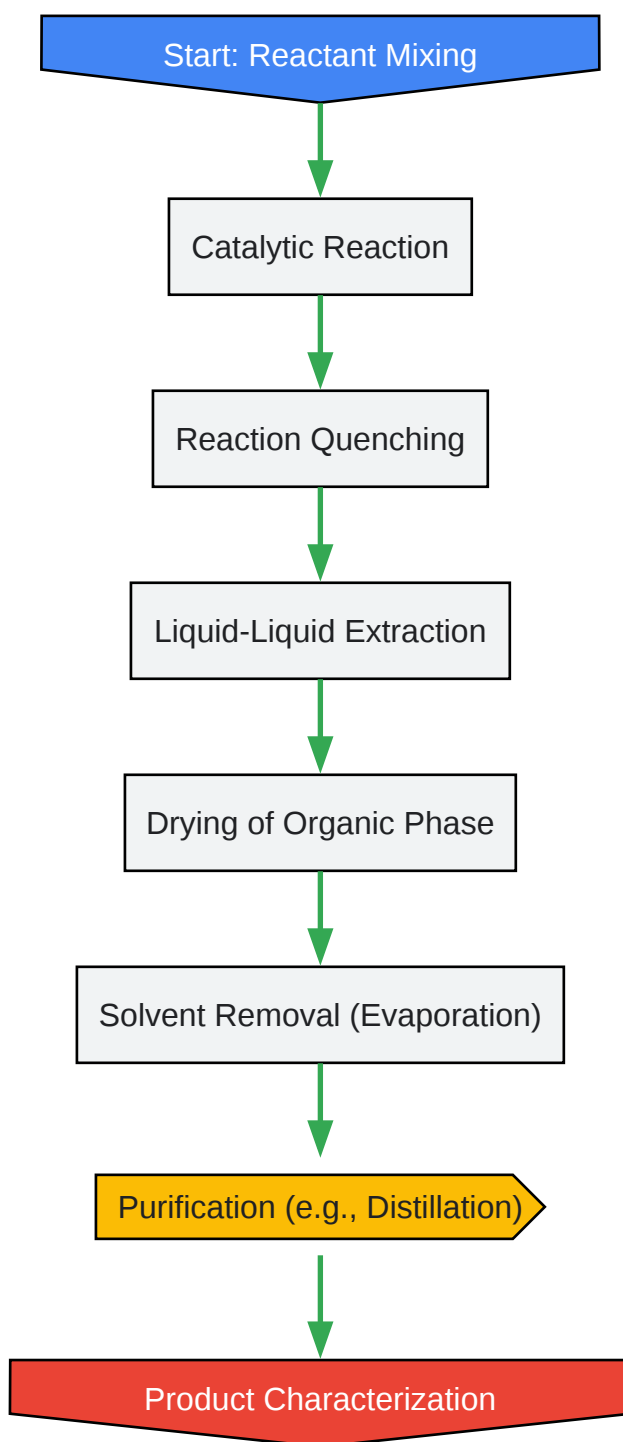 Start: Reactant Mixing
Catalytic Reaction
Reaction Quenching
Liquid-Liquid Extraction
Drying of Organic Phase
Solvent Removal (Evaporation)
Purification (e.g., Distillation)
Product Characterization